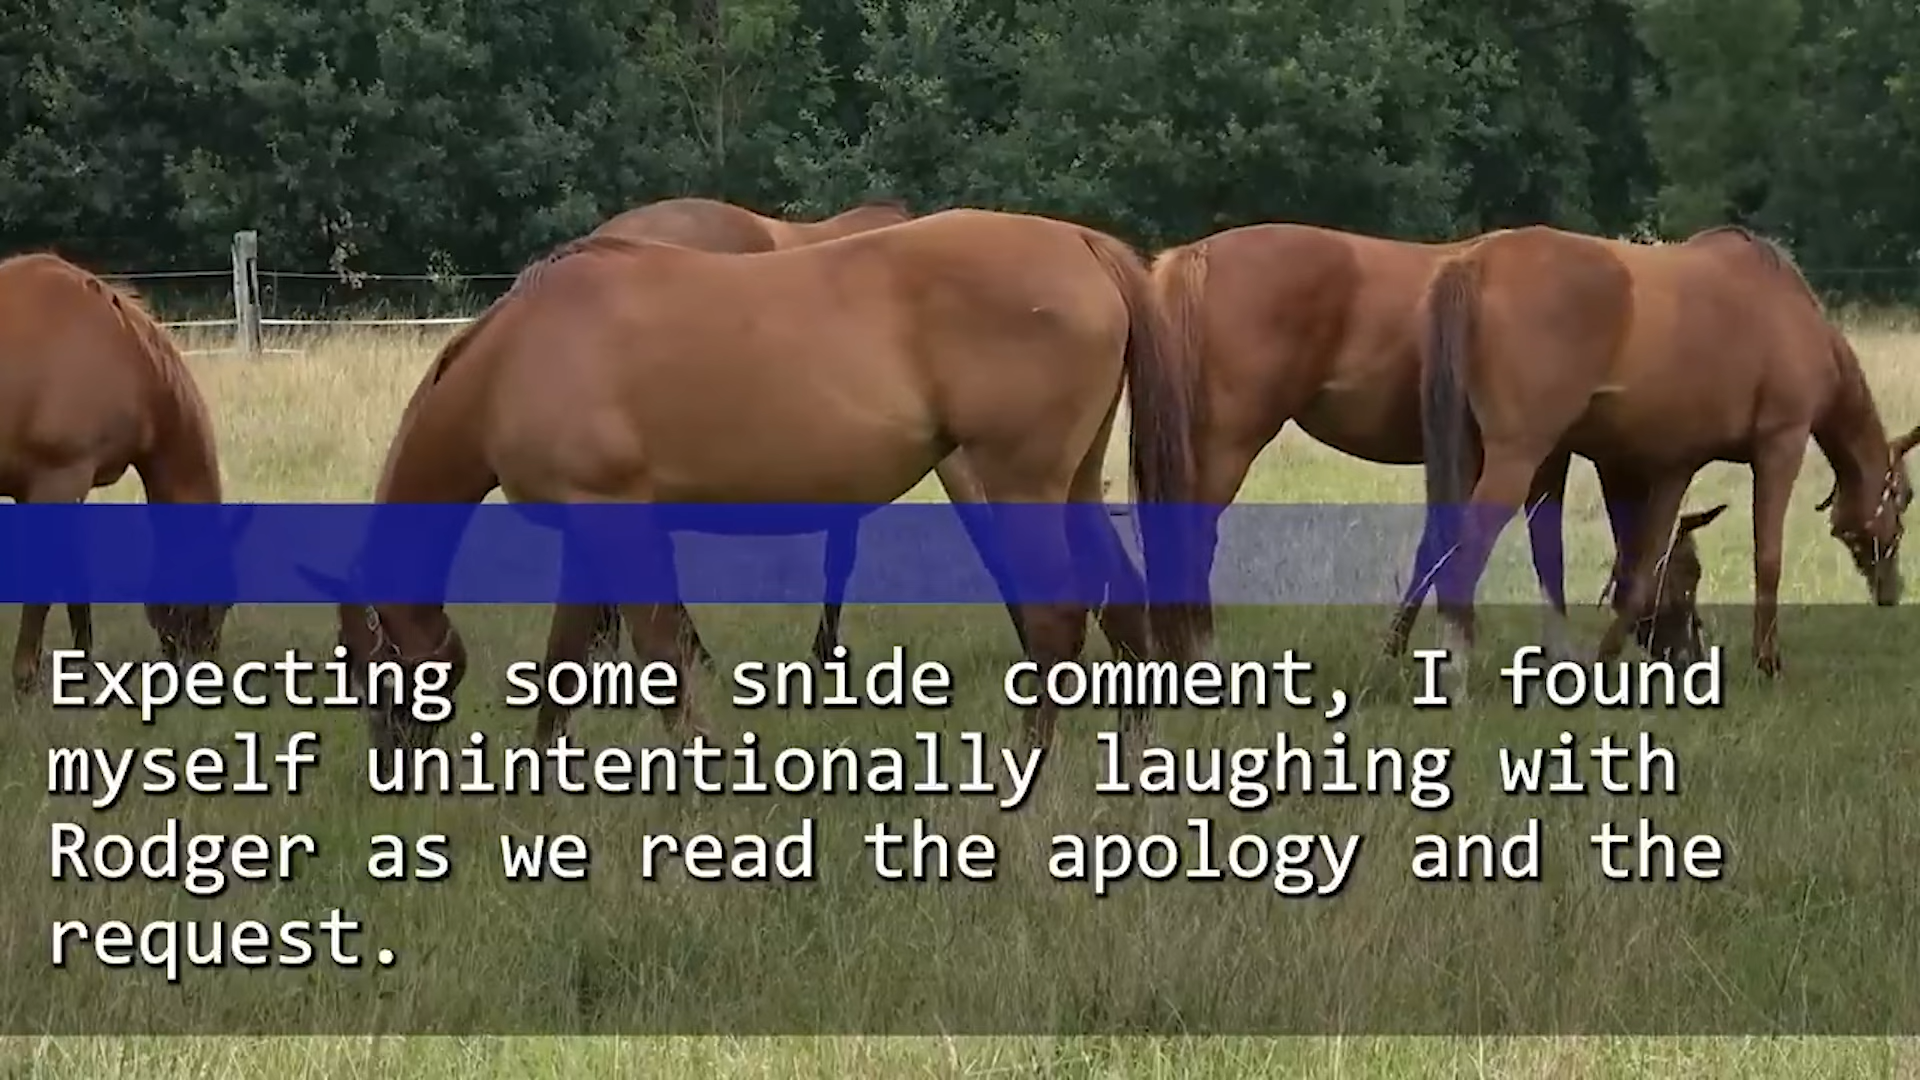 Expecting some snide comment, I found
myself unintentionally laughing with
Rodger as we read the apology and the
request.